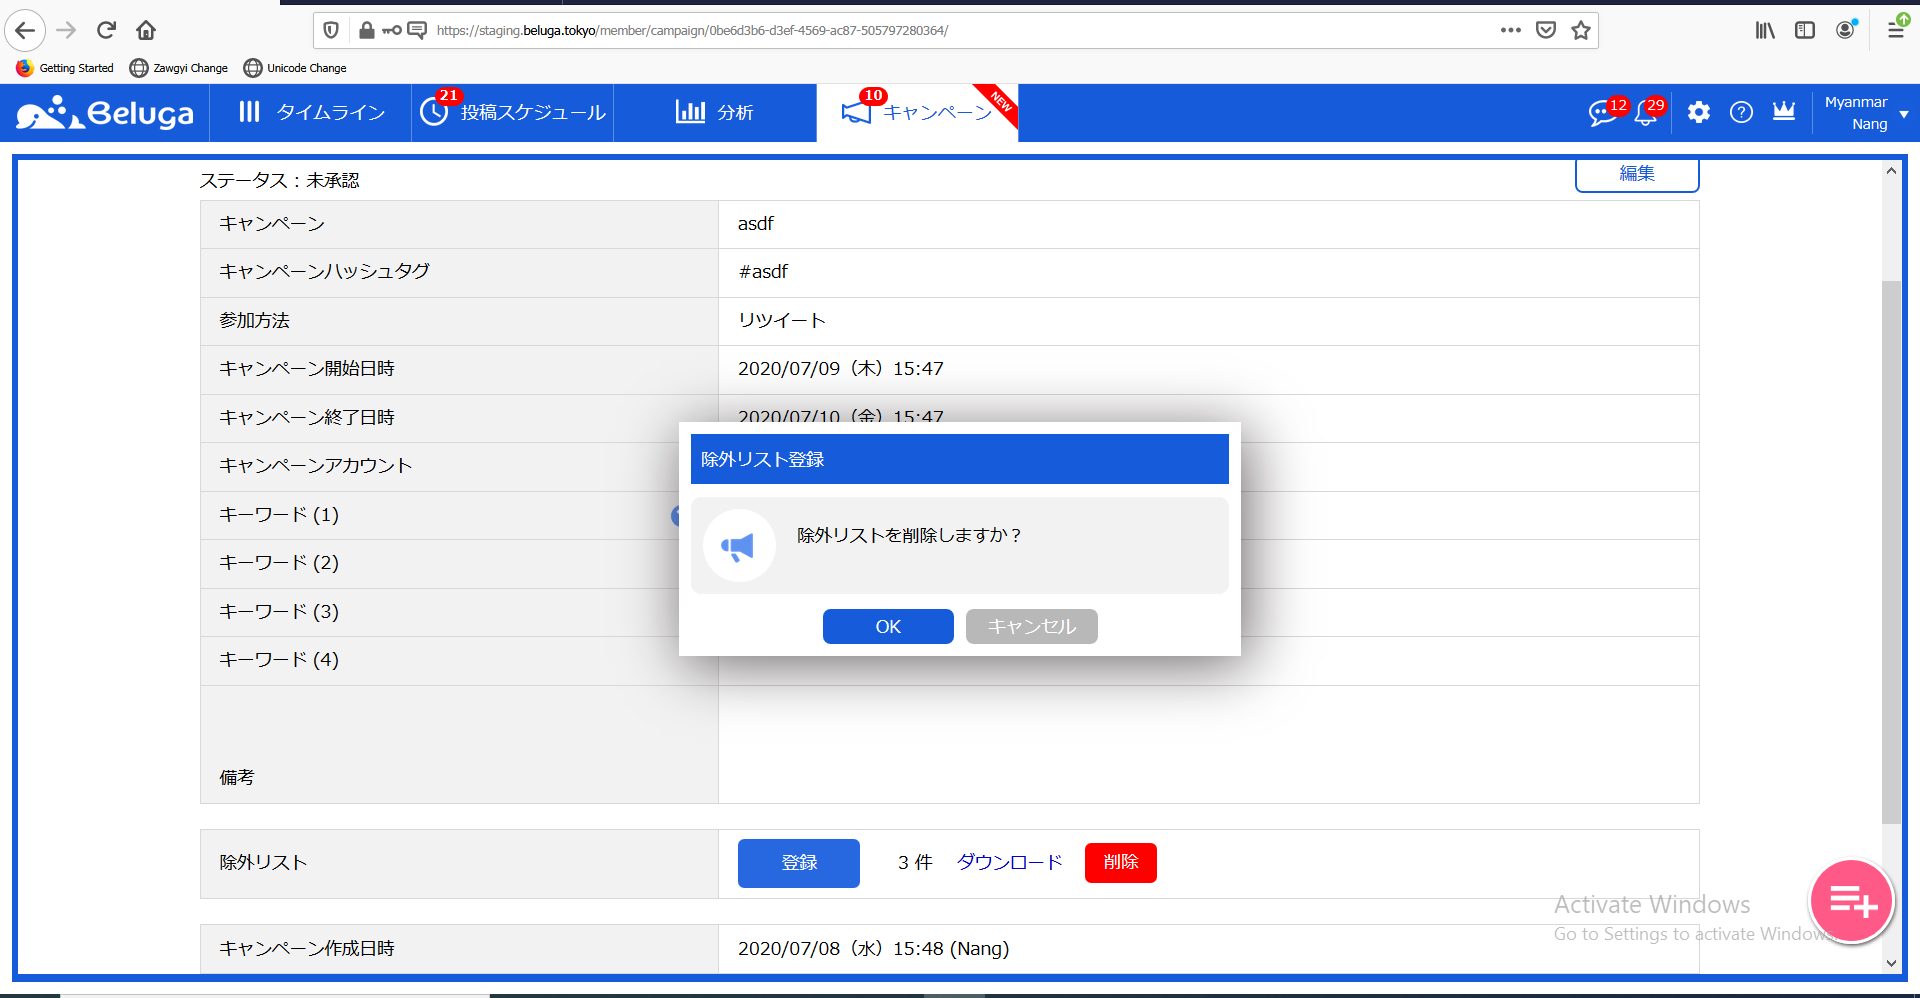 https://staging.beluga.tokyo/member/campaign/0be6d3b6-d3ef-4569-ac87-505797280364/
Getting Started Zawgyi Change Unicode Change
Beluga タイムライン 21 投稿スケジュール 分析 10 キャンペーン NEW 12 29 Myanmar
Nang
ステータス：未承認 編集
キャンペーン asdf
キャンペーンハッシュタグ #asdf
参加方法 リツイート
キャンペーン開始日時 2020/07/09（木）15:47
キャンペーン終了日時 2020/07/10（金）15:47
キャンペーンアカウント
キーワード (1)
キーワード (2)
キーワード (3)
キーワード (4)
備考
除外リスト登録
除外リストを削除しますか？
OK キャンセル
除外リスト 登録 3 件 ダウンロード 削除
キャンペーン作成日時 2020/07/08（水）15:48 (Nang)
Activate Windows
Go to Settings to activate Windows